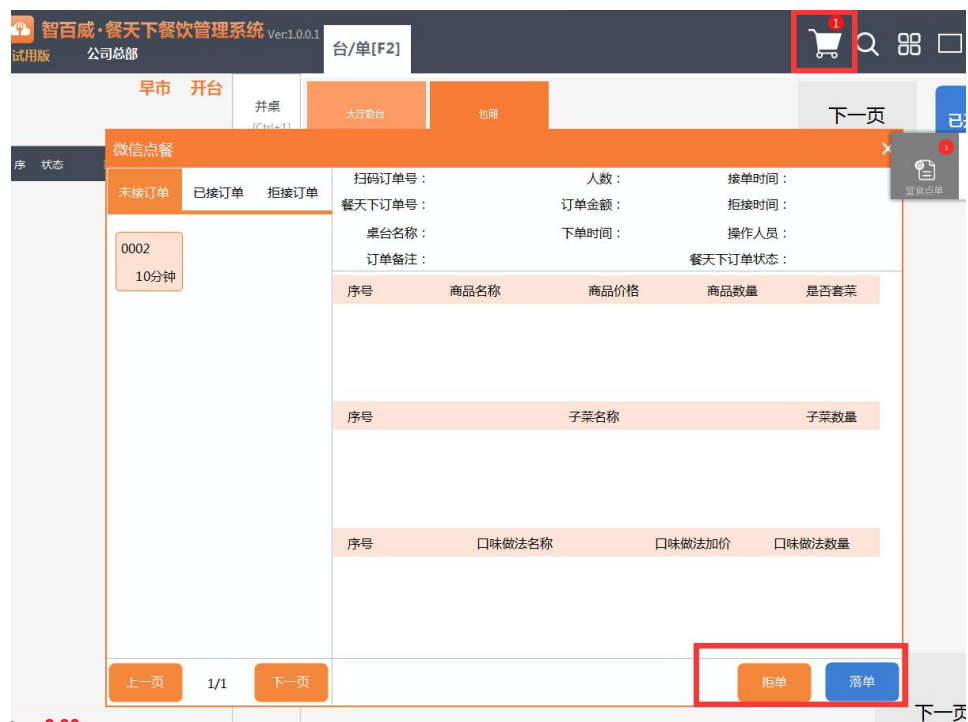 智百威·餐天下餐饮管理系统 Ver:1.0.0.1
试用版 公司总部
台/单[F2]
1
早市 开台
并桌
[Ctrl+1]
大厅散台
包厢
下一页
序 状态
微信点餐
X
1
堂食点单
未接订单 已接订单 拒接订单
0002
10分钟
扫码订单号： 人数： 接单时间：
餐天下订单号： 订单金额： 拒接时间：
桌台名称： 下单时间： 操作人员：
订单备注： 餐天下订单状态：
序号 商品名称 商品价格 商品数量 是否套菜
序号 子菜名称 子菜数量
序号 口味做法名称 口味做法加价 口味做法数量
上一页 1/1 下一页
拒单 落单
下一页